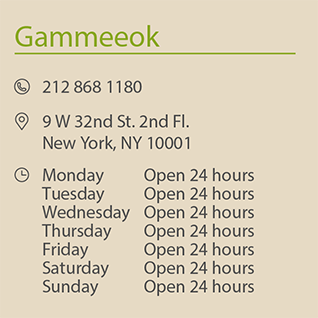 Gammeeok
212 868 1180
9 W 32nd St. 2nd Fl.
New York, NY 10001
Monday Open 24 hours
Tuesday Open 24 hours
Wednesday Open 24 hours
Thursday Open 24 hours
Friday Open 24 hours
Saturday Open 24 hours
Sunday Open 24 hours